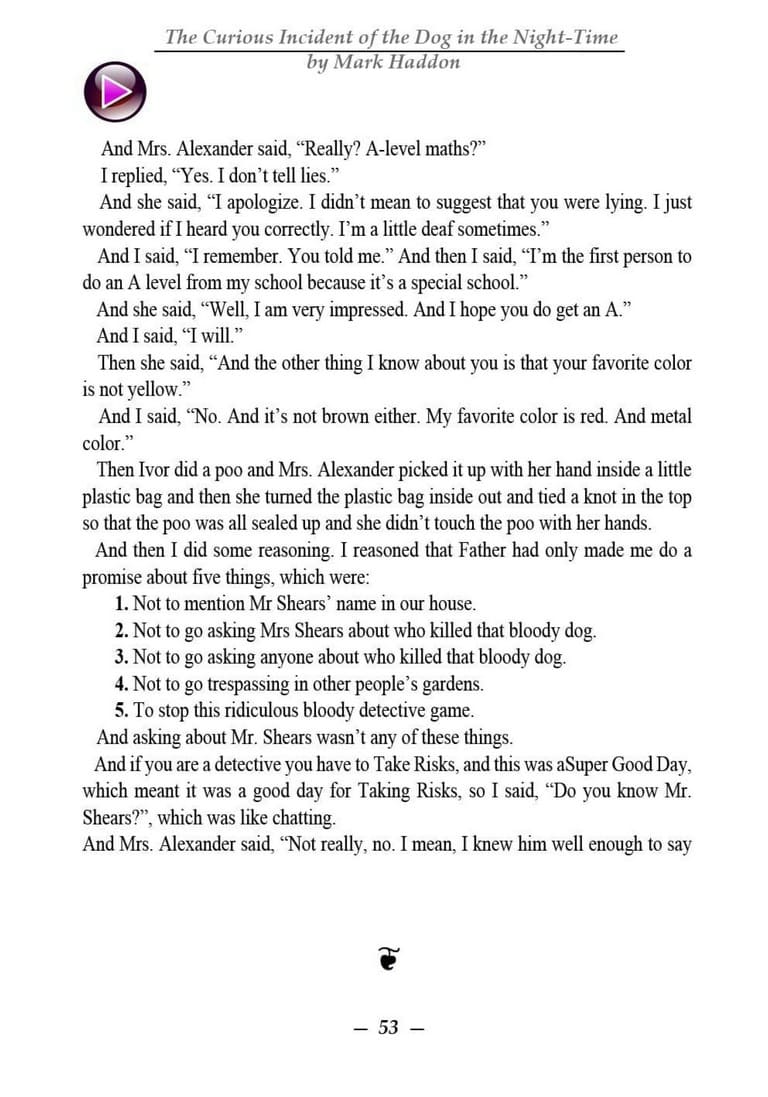 The Curious Incident of the Dog in the Night-Time
by Mark Haddon
And Mrs. Alexander said, “Really? A-level maths?”
I replied, “Yes. I don’t tell lies.”
And she said, “I apologize. I didn’t mean to suggest that you were lying. I just
wondered if I heard you correctly. I’m a little deaf sometimes.”
And I said, “I remember. You told me.” And then I said, “I’m the first person to
do an A level from my school because it’s a special school.”
And she said, “Well, I am very impressed. And I hope you do get an A.”
And I said, “I will.”
Then she said, “And the other thing I know about you is that your favorite color
is not yellow.”
And I said, “No. And it’s not brown either. My favorite color is red. And metal
color.”
Then Ivor did a poo and Mrs. Alexander picked it up with her hand inside a little
plastic bag and then she turned the plastic bag inside out and tied a knot in the top
so that the poo was all sealed up and she didn’t touch the poo with her hands.
And then I did some reasoning. I reasoned that Father had only made me do a
promise about five things, which were:
1. Not to mention Mr Shears’ name in our house.
2. Not to go asking Mrs Shears about who killed that bloody dog.
3. Not to go asking anyone about who killed that bloody dog.
4. Not to go trespassing in other people’s gardens.
5. To stop this ridiculous bloody detective game.
And asking about Mr. Shears wasn’t any of these things.
And if you are a detective you have to Take Risks, and this was aSuper Good Day,
which meant it was a good day for Taking Risks, so I said, “Do you know Mr.
Shears?”, which was like chatting.
And Mrs. Alexander said, “Not really, no. I mean, I knew him well enough to say
– 53 –